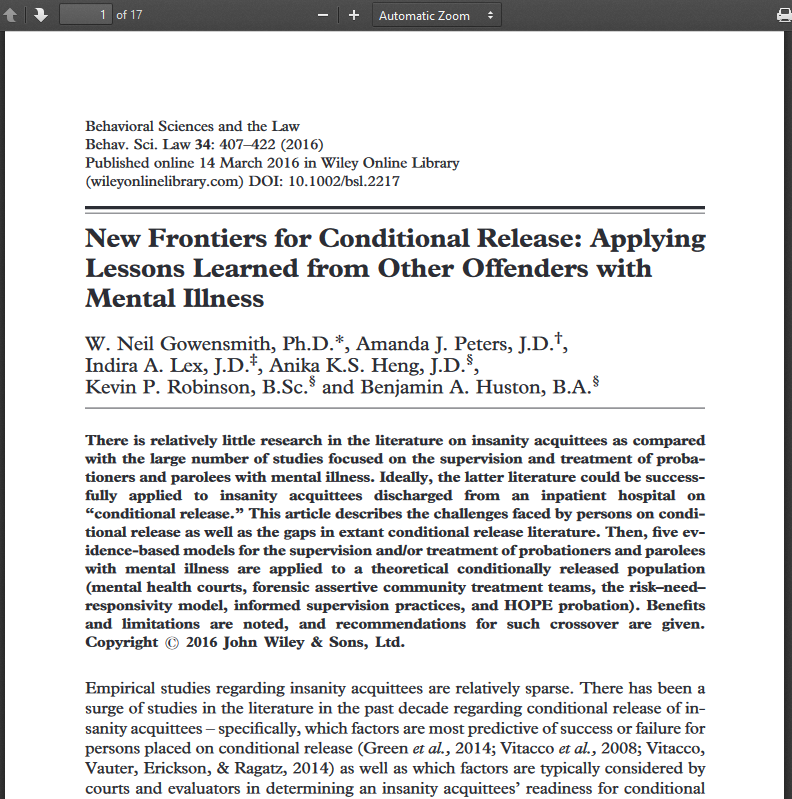 1 of 17 Automatic Zoom
Behavioral Sciences and the Law
Behav. Sci. Law 34: 407–422 (2016)
Published online 14 March 2016 in Wiley Online Library
(wileyonlinelibrary.com) DOI: 10.1002/bsl.2217
New Frontiers for Conditional Release: Applying
Lessons Learned from Other Offenders with
Mental Illness
W. Neil Gowensmith, Ph.D.*, Amanda J. Peters, J.D.†,
Indira A. Lex, J.D.‡, Anika K.S. Heng, J.D.§,
Kevin P. Robinson, B.Sc.§ and Benjamin A. Huston, B.A.§
There is relatively little research in the literature on insanity acquittees as compared
with the large number of studies focused on the supervision and treatment of proba-
tioners and parolees with mental illness. Ideally, the latter literature could be success-
fully applied to insanity acquittees discharged from an inpatient hospital on
“conditional release.” This article describes the challenges faced by persons on condi-
tional release as well as the gaps in extant conditional release literature. Then, five ev-
idence-based models for the supervision and/or treatment of probationers and parolees
with mental illness are applied to a theoretical conditionally released population
(mental health courts, forensic assertive community treatment teams, the risk–need–
responsivity model, informed supervision practices, and HOPE probation). Benefits
and limitations are noted, and recommendations for such crossover are given.
Copyright © 2016 John Wiley & Sons, Ltd.
Empirical studies regarding insanity acquittees are relatively sparse. There has been a
surge of studies in the literature in the past decade regarding conditional release of in-
sanity acquittees – specifically, which factors are most predictive of success or failure for
persons placed on conditional release (Green et al., 2014; Vitacco et al., 2008; Vitacco,
Vauter, Erickson, & Ragatz, 2014) as well as which factors are typically considered by
courts and evaluators in determining an insanity acquittees’ readiness for conditional